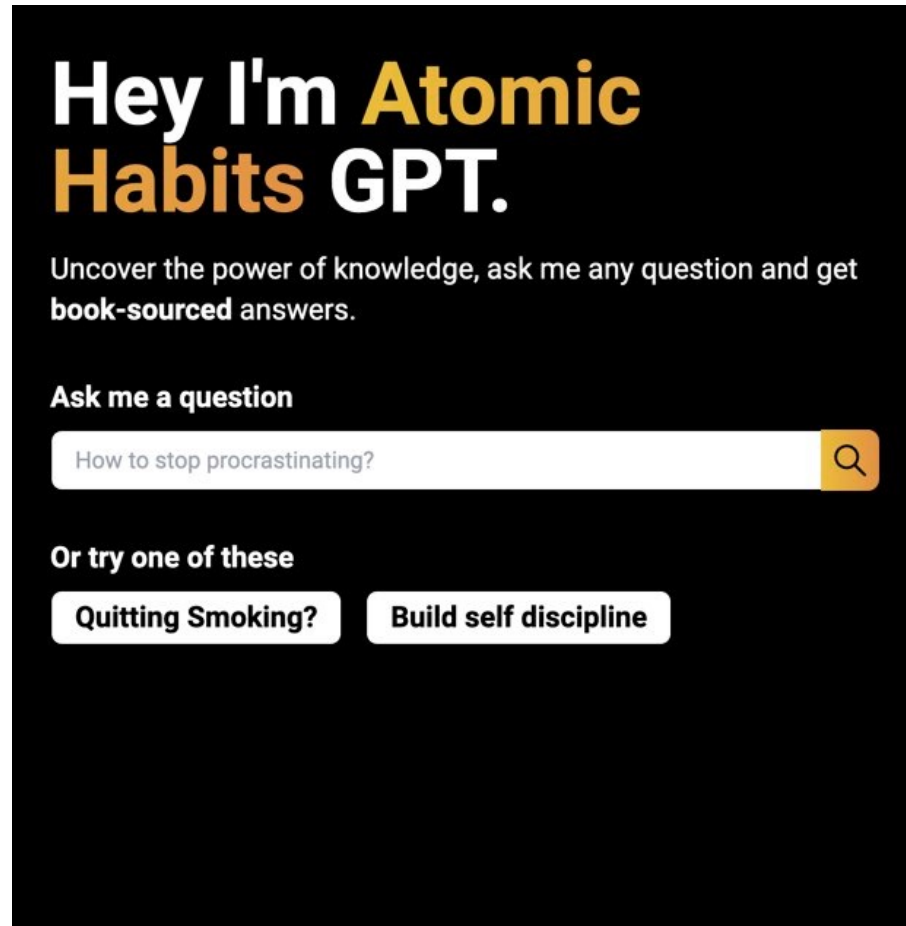 Hey I'm Atomic
Habits GPT.
Uncover the power of knowledge, ask me any question and get
book-sourced answers.
Ask me a question
How to stop procrastinating?
Or try one of these
Quitting Smoking?
Build self discipline